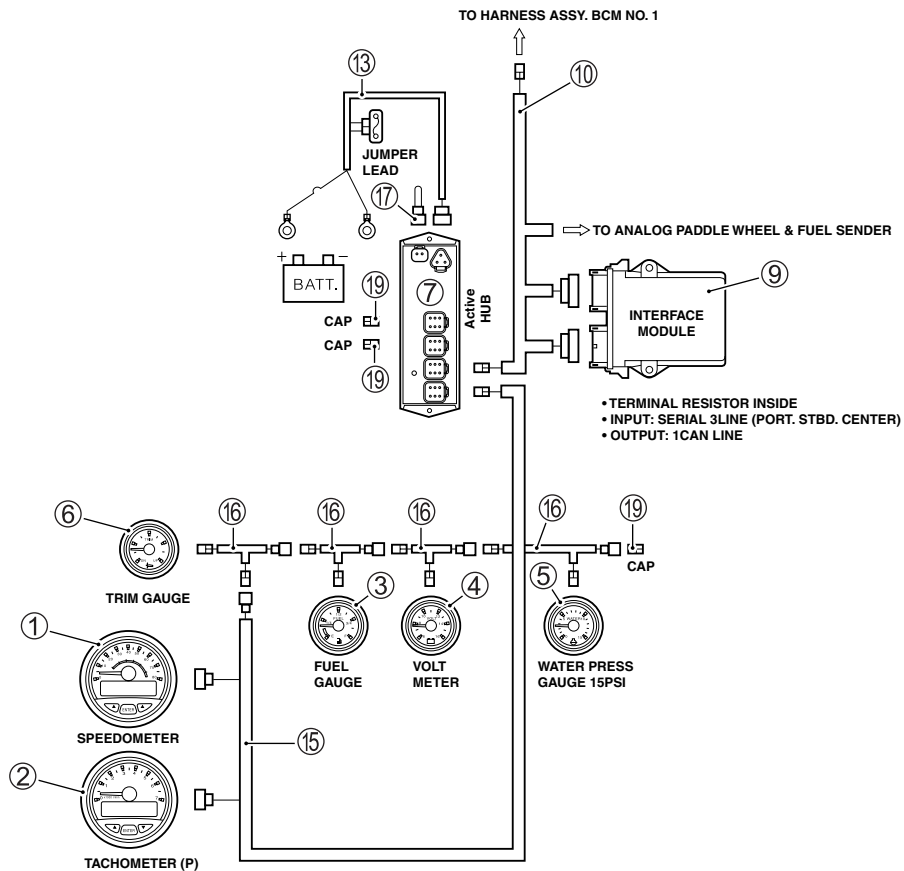 TO HARNESS ASSY. BCM NO. 1
13
10
JUMPER
LEAD
17
TO ANALOG PADDLE WHEEL & FUEL SENDER
+ −
BATT.
19
CAP
CAP
19
7
Active
HUB
9
INTERFACE
MODULE
• TERMINAL RESISTOR INSIDE
• INPUT: SERIAL 3LINE (PORT. STBD. CENTER)
• OUTPUT: 1CAN LINE
6
16
16
16
16
19
CAP
TRIM GAUGE
3
4
5
1
FUEL
GAUGE
VOLT
METER
WATER PRESS
GAUGE 15PSI
ENTER
SPEEDOMETER
15
2
ENTER
TACHOMETER (P)